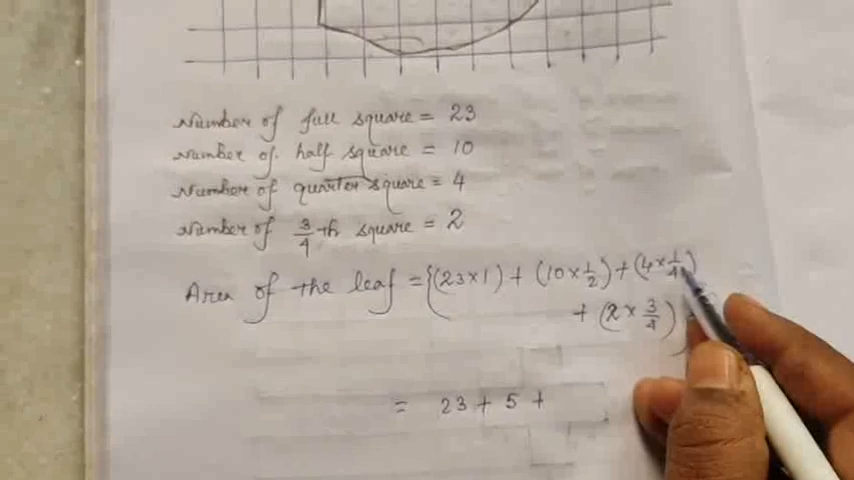 Number of full square = 23
Number of half square = 10
Number of quarter square = 4
Number of 3/4 th square = 2
Area of the leaf = {(23×1) + (10×1/2) + (4×1/4)
+ (2×3/4)
= 23 + 5 +